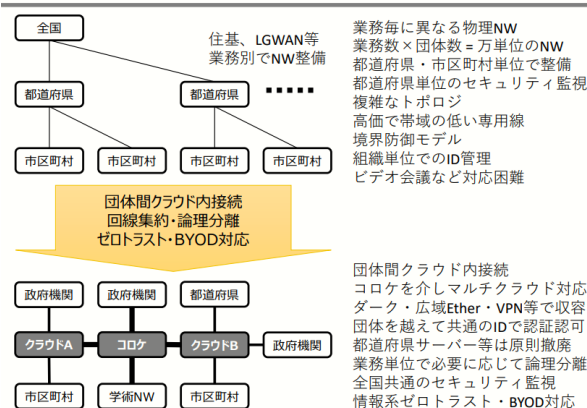 全国
住基、LGWAN等
業務別でNW整備
都道府県
都道府県
市区町村
市区町村
市区町村
市区町村
業務毎に異なる物理NW
業務数×団体数=万単位のNW
都道府県・市区町村単位で整備
都道府県単位のセキュリティ監視
複雑なトポロジ
高価で帯域の低い専用線
境界防御モデル
組織単位でのID管理
ビデオ会議など対応困難
団体間クラウド内接続
回線集約・論理分離
ゼロトラスト・BYOD対応
政府機関
政府機関
都道府県
クラウドA
コロケ
クラウドB
政府機関
市区町村
学術NW
市区町村
団体間クラウド内接続
コロケを介しマルチクラウド対応
ダーク・広域Ether・VPN等で収容
団体を越えて共通のIDで認証認可
都道府県サーバー等は原則撤廃
業務単位で必要に応じて論理分離
全国共通のセキュリティ監視
情報系ゼロトラスト・BYOD対応